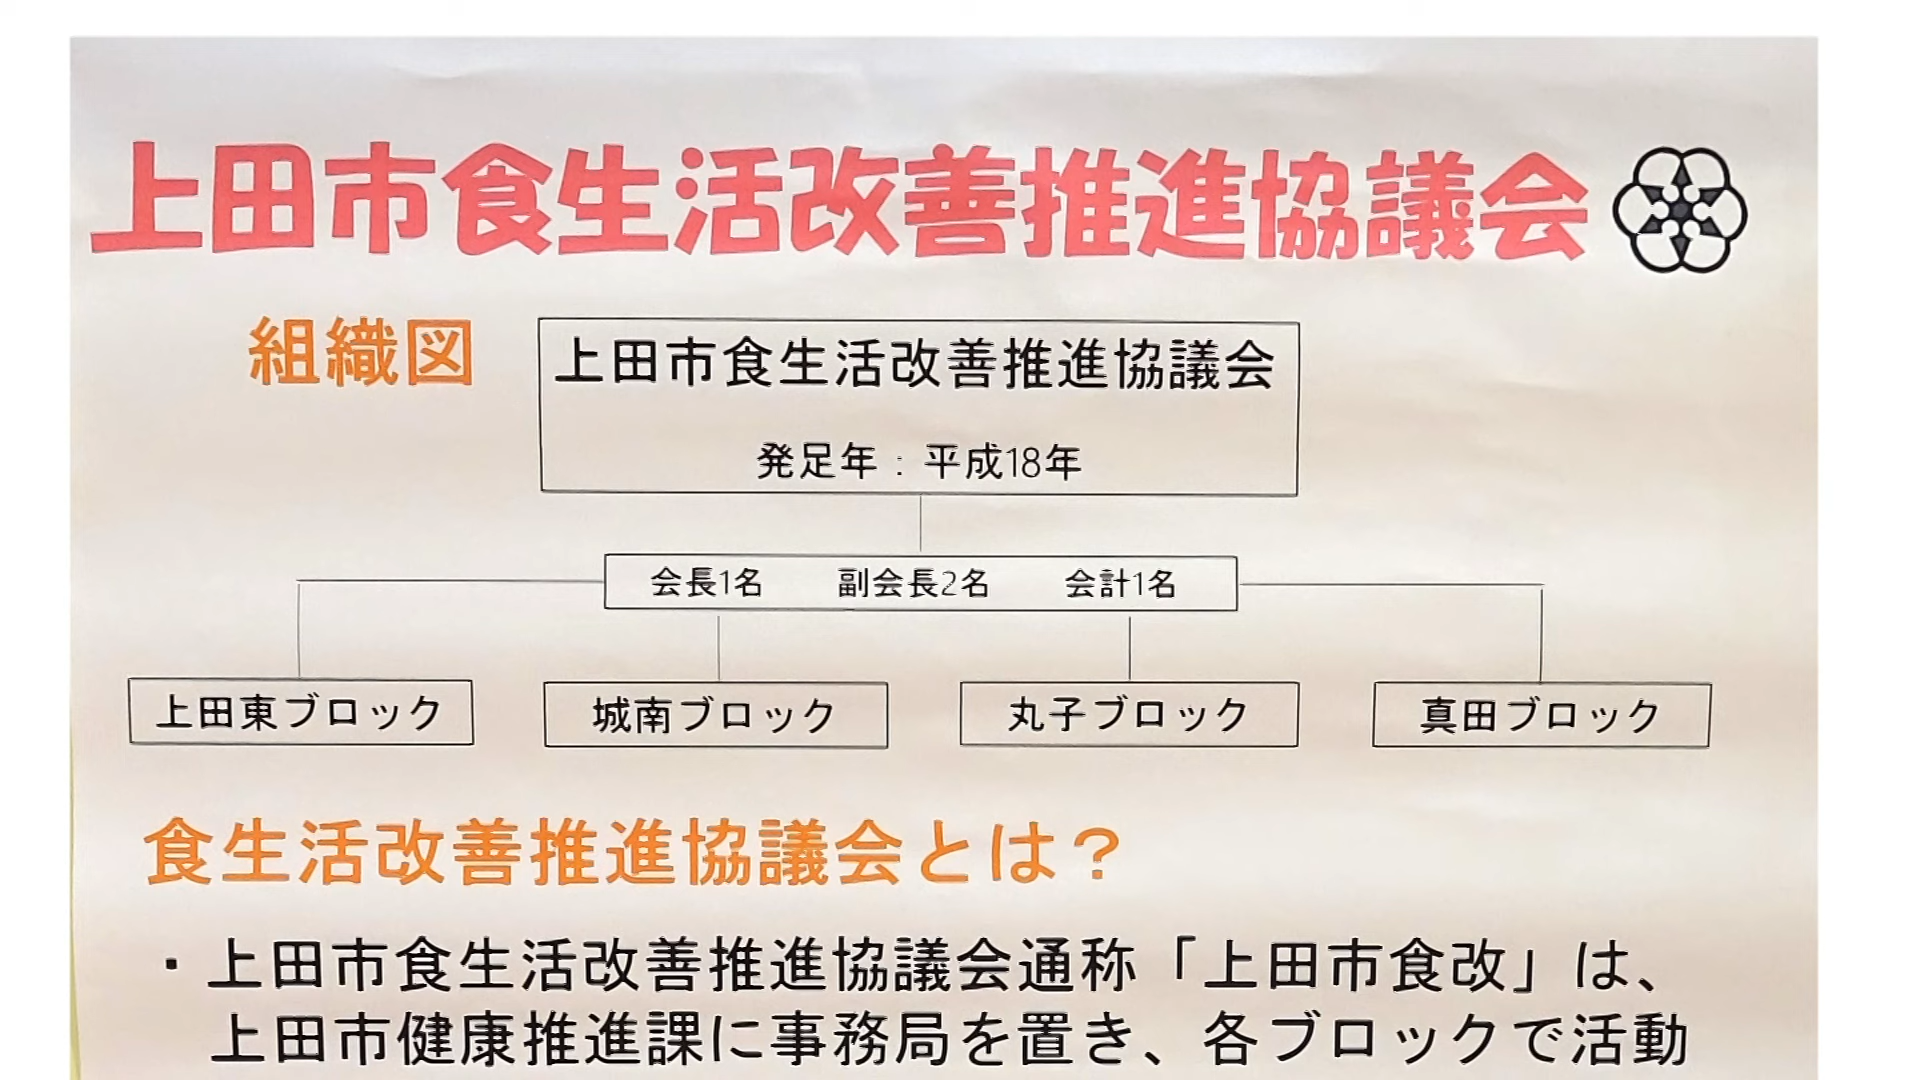 上田市食生活改善推進協議会
組織図
上田市食生活改善推進協議会
発足年：平成18年
会長1名　副会長2名　会計1名
上田東ブロック
城南ブロック
丸子ブロック
真田ブロック
食生活改善推進協議会とは？
・上田市食生活改善推進協議会通称「上田市食改」は、
上田市健康推進課に事務局を置き、各ブロックで活動